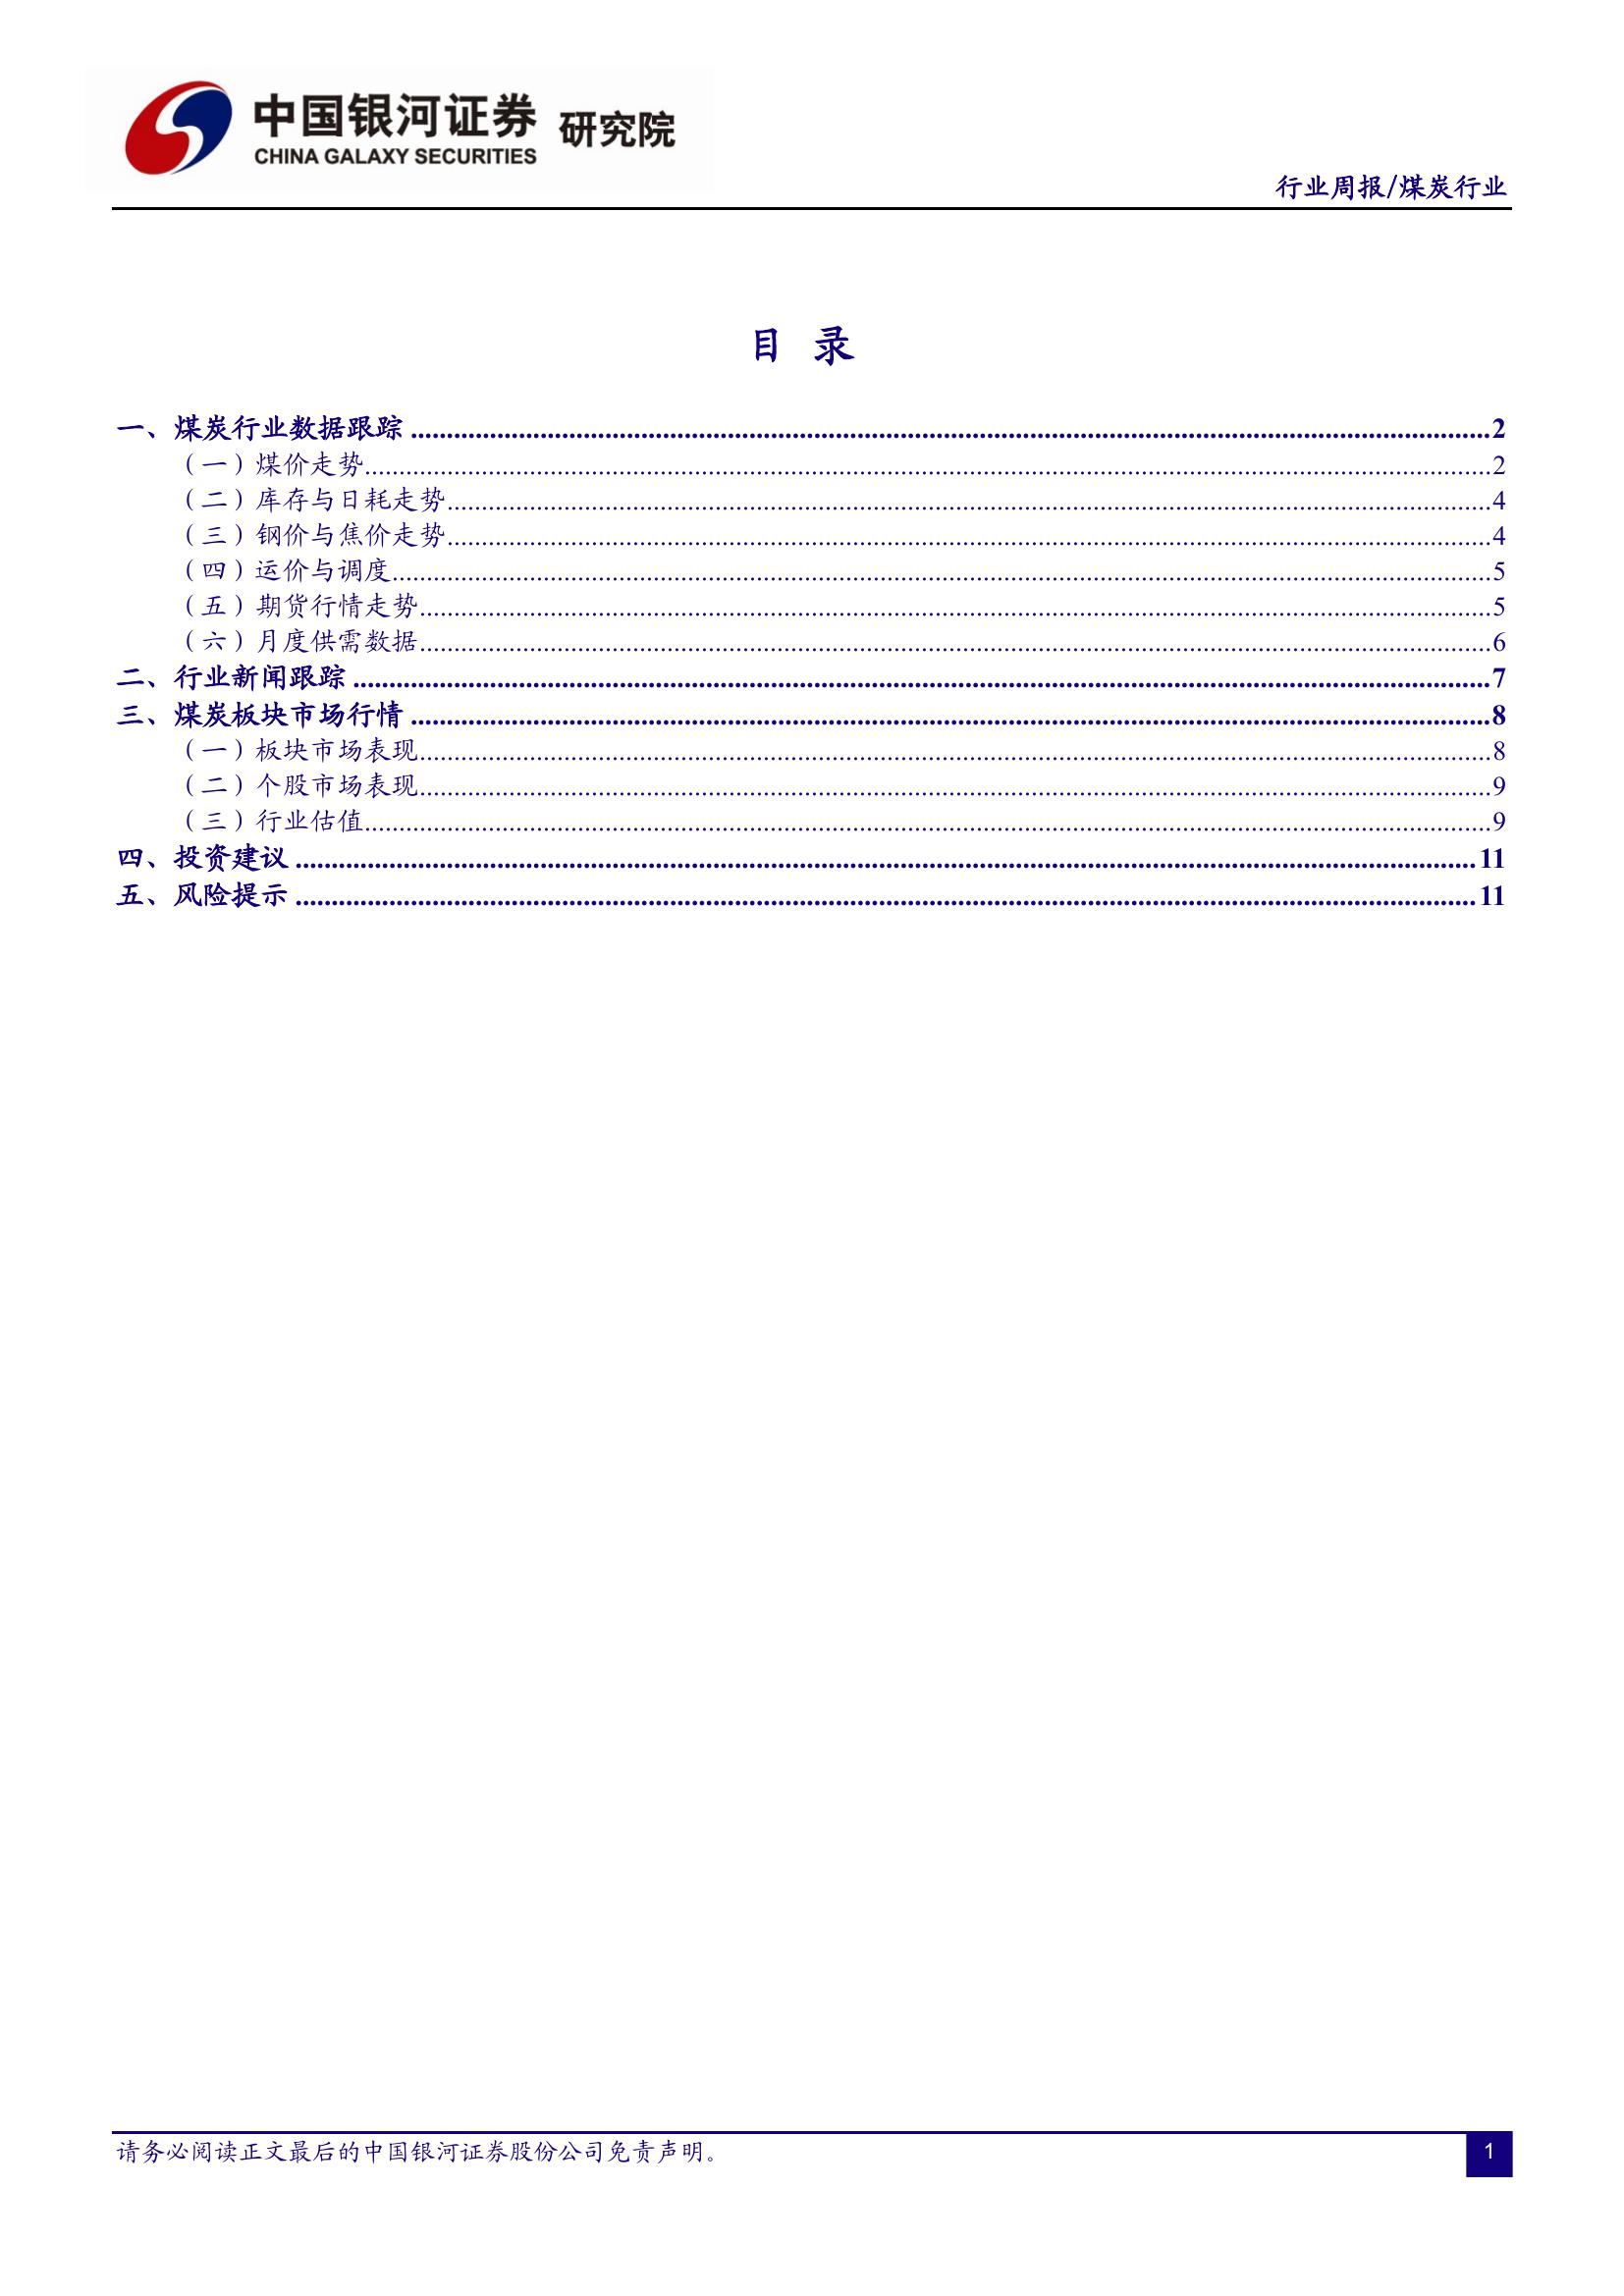 中国银河证券 研究院
CHINA GALAXY SECURITIES
行业周报/煤炭行业
目 录
一、煤炭行业数据跟踪 ........................................ 2
（一）煤价走势 ........................................ 2
（二）库存与日耗走势 ........................................ 4
（三）钢价与焦价走势 ........................................ 4
（四）运价与调度 ........................................ 5
（五）期货行情走势 ........................................ 5
（六）月度供需数据 ........................................ 6
二、行业新闻跟踪 ........................................ 7
三、煤炭板块市场行情 ........................................ 8
（一）板块市场表现 ........................................ 8
（二）个股市场表现 ........................................ 9
（三）行业估值 ........................................ 9
四、投资建议 ........................................ 11
五、风险提示 ........................................ 11
请务必阅读正文最后的中国银河证券股份公司免责声明。
1